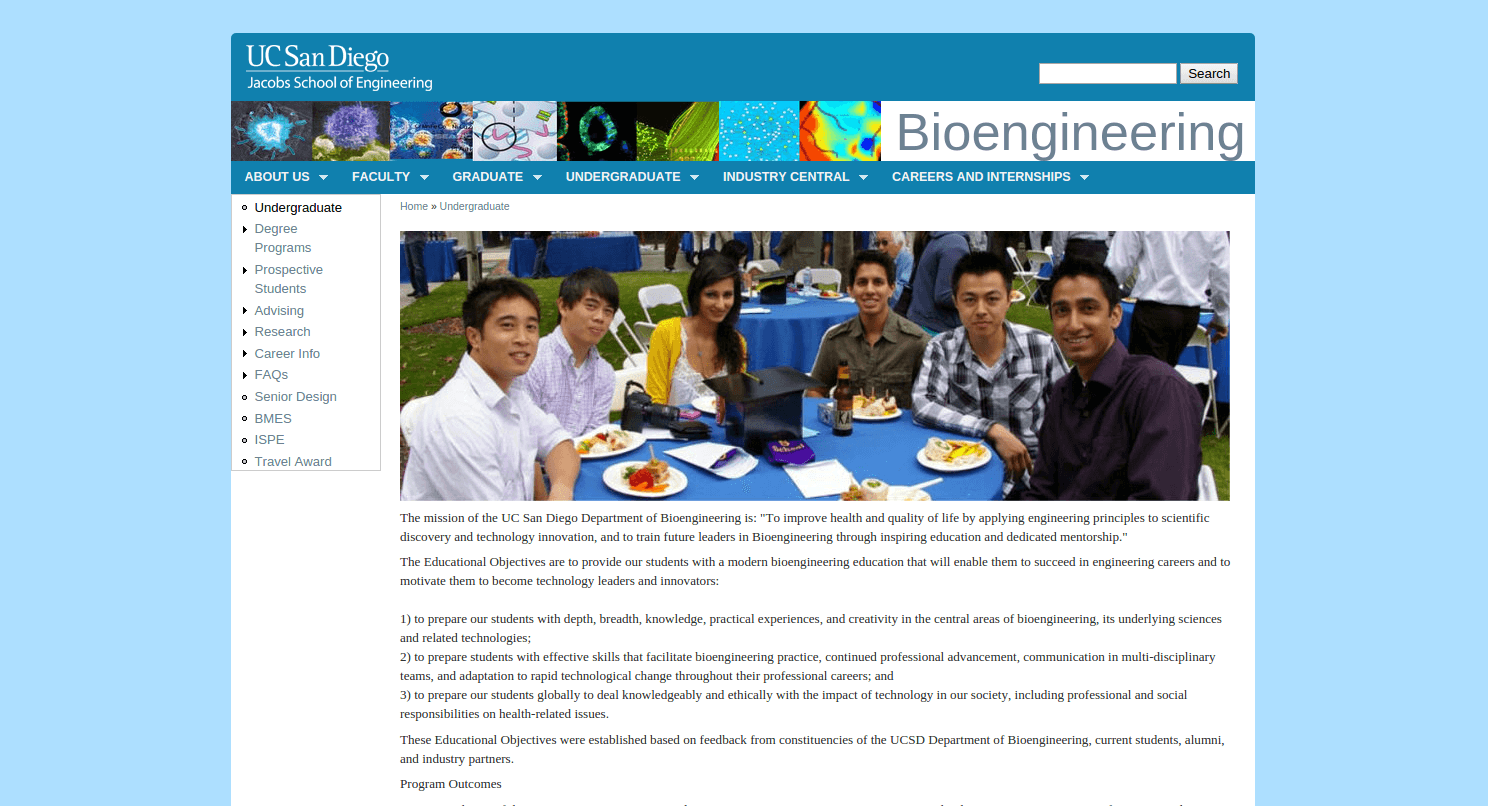 UC San Diego
Jacobs School of Engineering
Search
Bioengineering
ABOUT US
FACULTY
GRADUATE
UNDERGRADUATE
INDUSTRY CENTRAL
CAREERS AND INTERNSHIPS
Undergraduate
Degree
Programs
Prospective
Students
Advising
Research
Career Info
FAQs
Senior Design
BMES
ISPE
Travel Award
Home » Undergraduate
The mission of the UC San Diego Department of Bioengineering is: "To improve health and quality of life by applying engineering principles to scientific
discovery and technology innovation, and to train future leaders in Bioengineering through inspiring education and dedicated mentorship."
The Educational Objectives are to provide our students with a modern bioengineering education that will enable them to succeed in engineering careers and to
motivate them to become technology leaders and innovators:
1) to prepare our students with depth, breadth, knowledge, practical experiences, and creativity in the central areas of bioengineering, its underlying sciences
and related technologies;
2) to prepare students with effective skills that facilitate bioengineering practice, continued professional advancement, communication in multi-disciplinary
teams, and adaptation to rapid technological change throughout their professional careers; and
3) to prepare our students globally to deal knowledgeably and ethically with the impact of technology in our society, including professional and social
responsibilities on health-related issues.
These Educational Objectives were established based on feedback from constituencies of the UCSD Department of Bioengineering, current students, alumni,
and industry partners.
Program Outcomes